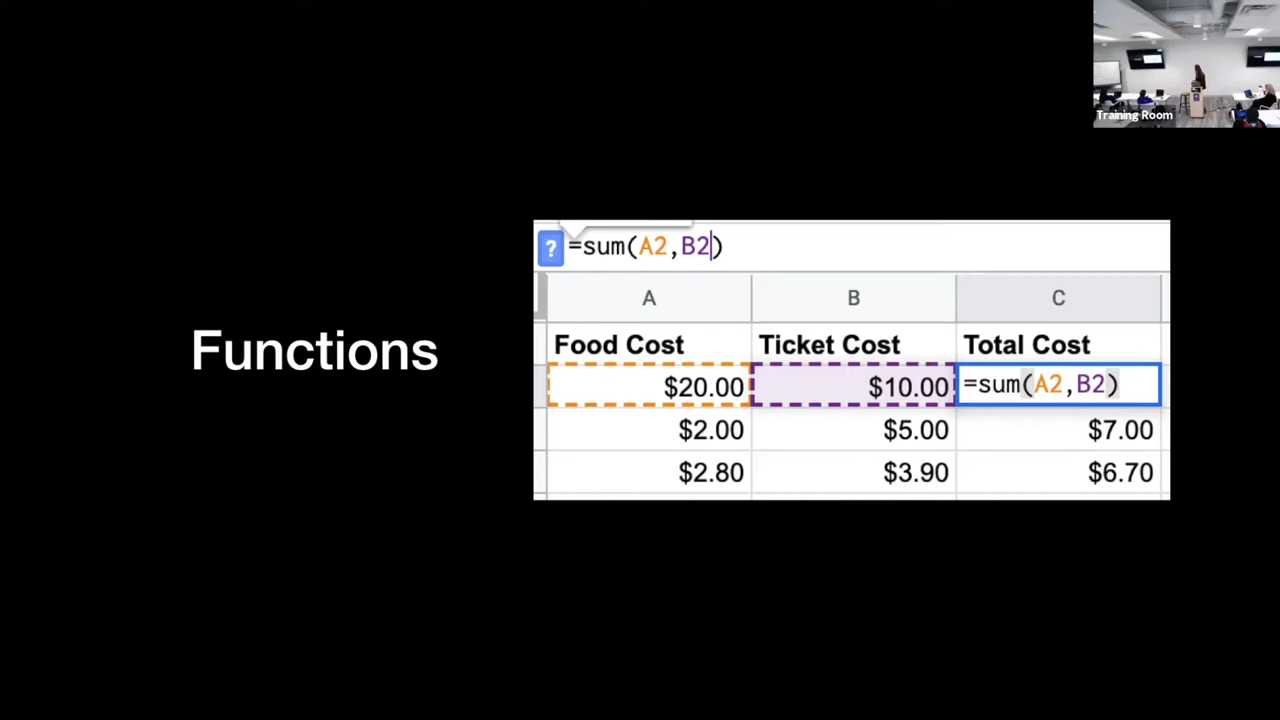 Training Room
Functions
? =sum(A2,B2)
A B C
Food Cost Ticket Cost Total Cost
$20.00 $10.00 =sum(A2,B2)
$2.00 $5.00 $7.00
$2.80 $3.90 $6.70